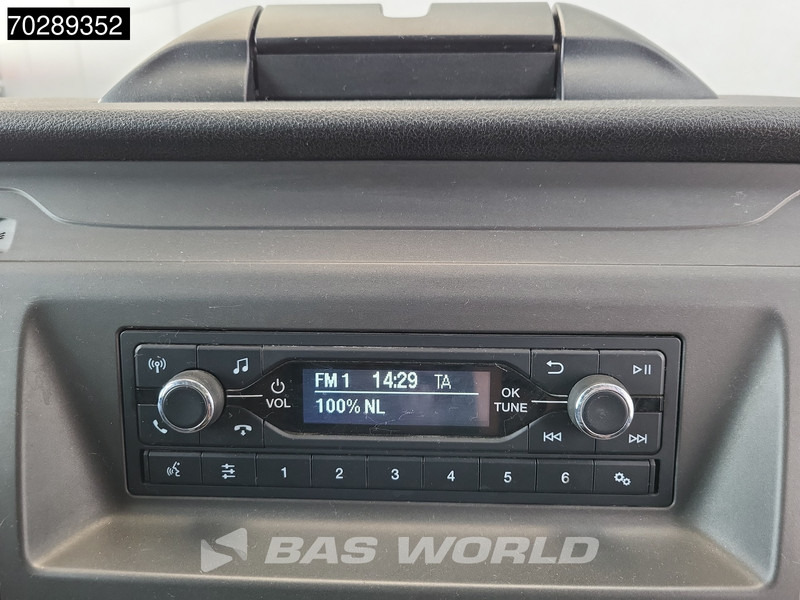 70289352
FM 1 14:29 TA
100% NL
VOL
OK
TUNE
1 2 3 4 5 6
BAS WORLD